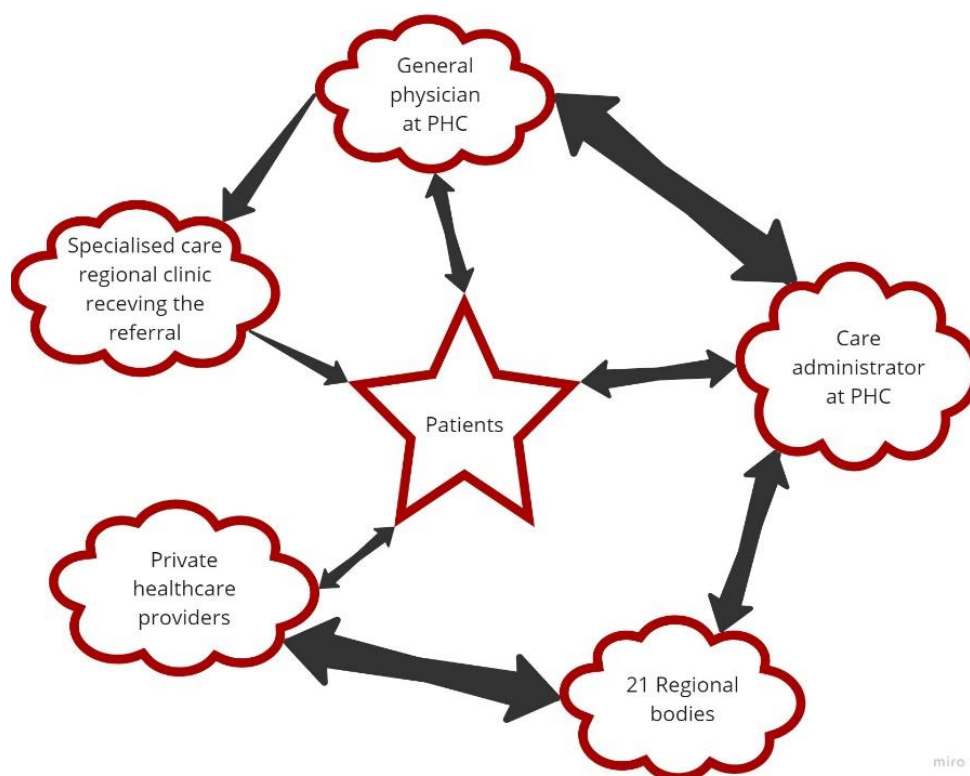 General
physician
at PHC
Specialised care
regional clinic
receving the
referral
Care
administrator
at PHC
Patients
Private
healthcare
providers
21 Regional
bodies
miro